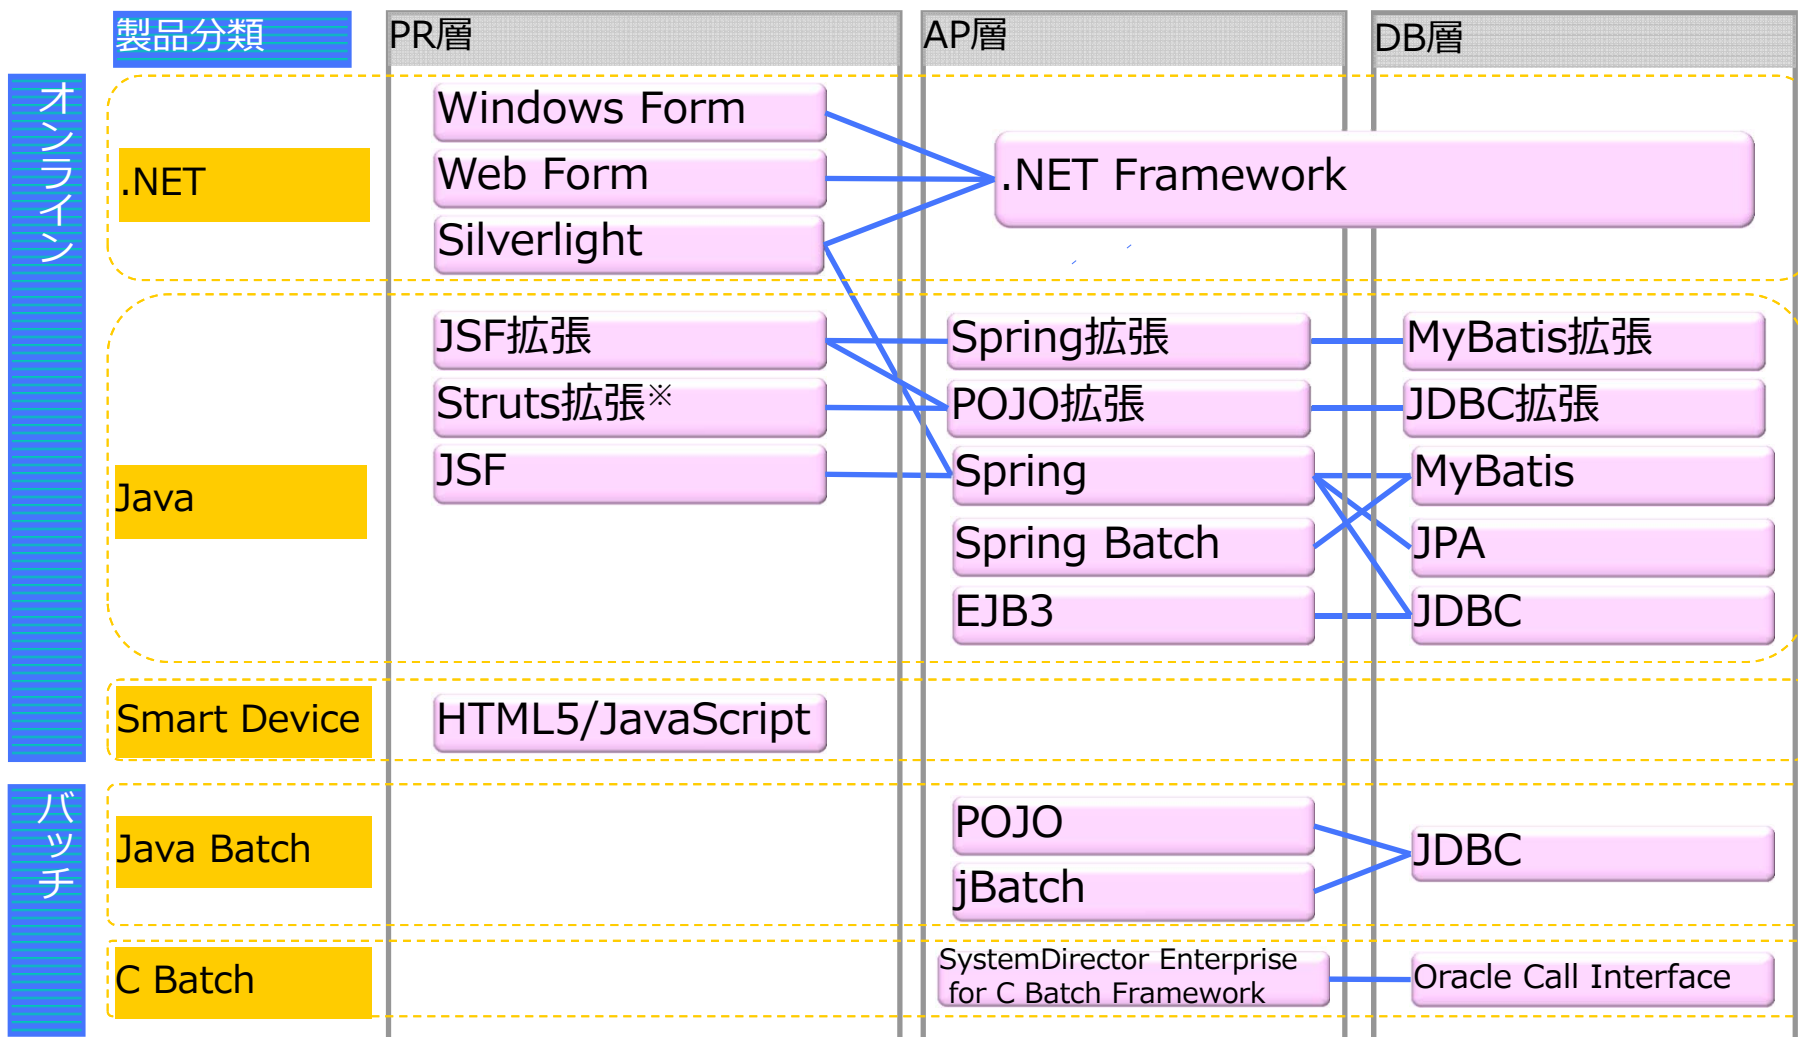 製品分類
PR層
AP層
DB層
オンライン
.NET
Windows Form
Web Form
Silverlight
.NET Framework
Java
JSF拡張
Spring拡張
MyBatis拡張
Struts拡張※
POJO拡張
JDBC拡張
JSF
Spring
MyBatis
Spring Batch
JPA
EJB3
JDBC
Smart Device
HTML5/JavaScript
バッチ
Java Batch
POJO
jBatch
JDBC
C Batch
SystemDirector Enterprise
for C Batch Framework
Oracle Call Interface